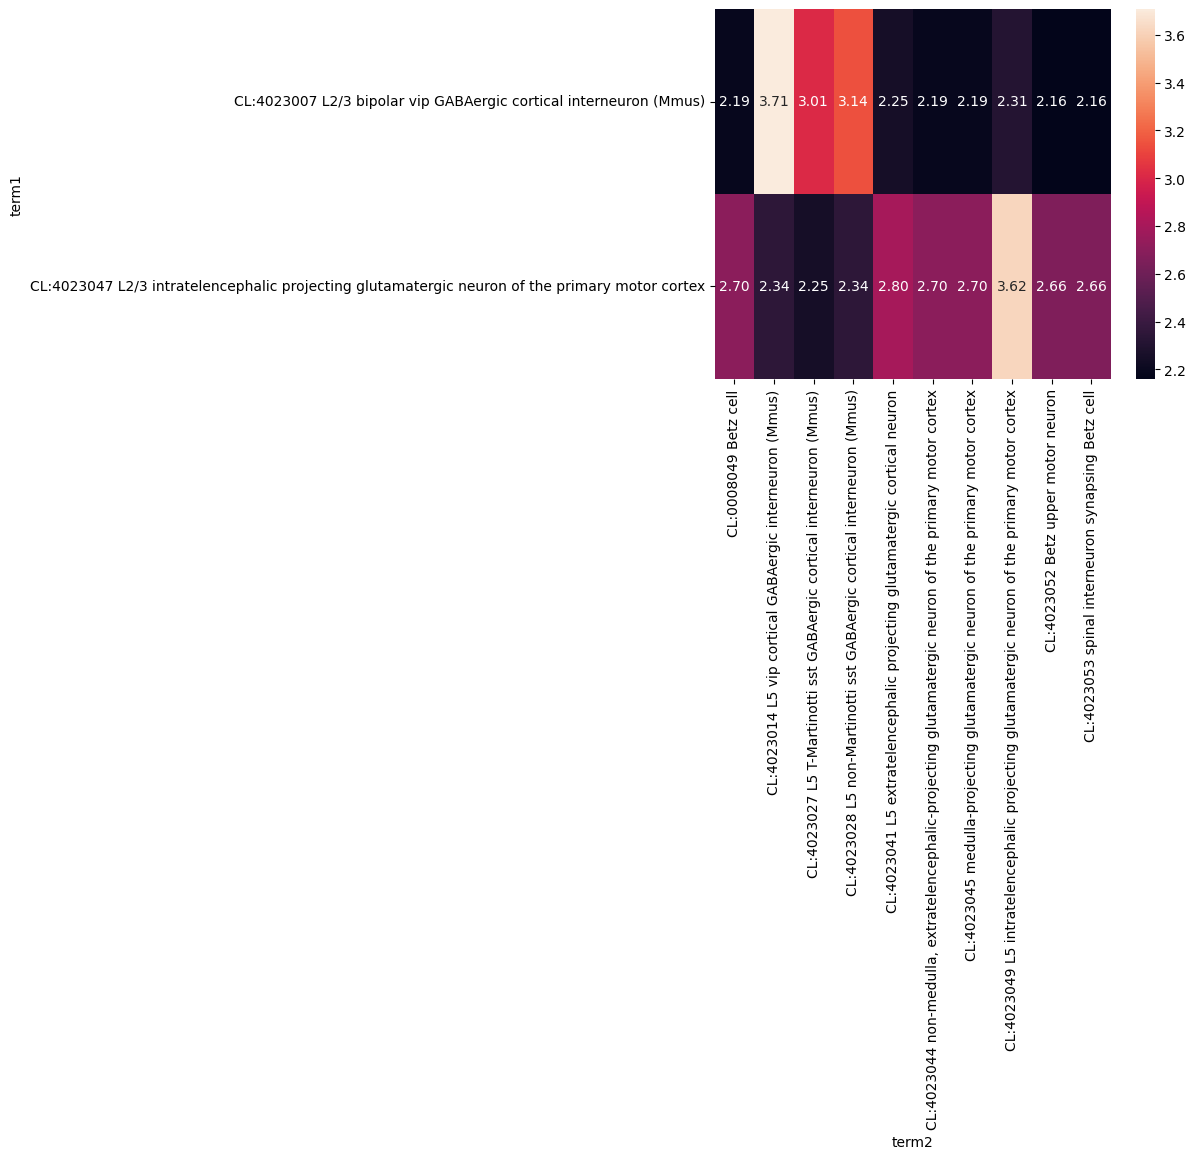 CL:4023007 L2/3 bipolar vip GABAergic cortical interneuron (Mmus)
2.19 3.71 3.01 3.14 2.25 2.19 2.19 2.31 2.16 2.16
CL:4023047 L2/3 intratelencephalic projecting glutamatergic neuron of the primary motor cortex
2.70 2.34 2.25 2.34 2.80 2.70 2.70 3.62 2.66 2.66
term1
3.6
3.4
3.2
3.0
2.8
2.6
2.4
2.2
CL:0008049 Betz cell
CL:4023014 L5 vip cortical GABAergic interneuron (Mmus)
CL:4023027 L5 T-Martinotti sst GABAergic cortical interneuron (Mmus)
CL:4023028 L5 non-Martinotti sst GABAergic cortical interneuron (Mmus)
CL:4023041 L5 extratelencephalic projecting glutamatergic cortical neuron
CL:4023044 non-medulla, extratelencephalic-projecting glutamatergic neuron of the primary motor cortex
CL:4023045 medulla-projecting glutamatergic neuron of the primary motor cortex
CL:4023049 L5 intratelencephalic projecting glutamatergic neuron of the primary motor cortex
CL:4023052 Betz upper motor neuron
CL:4023053 spinal interneuron synapsing Betz cell
term2